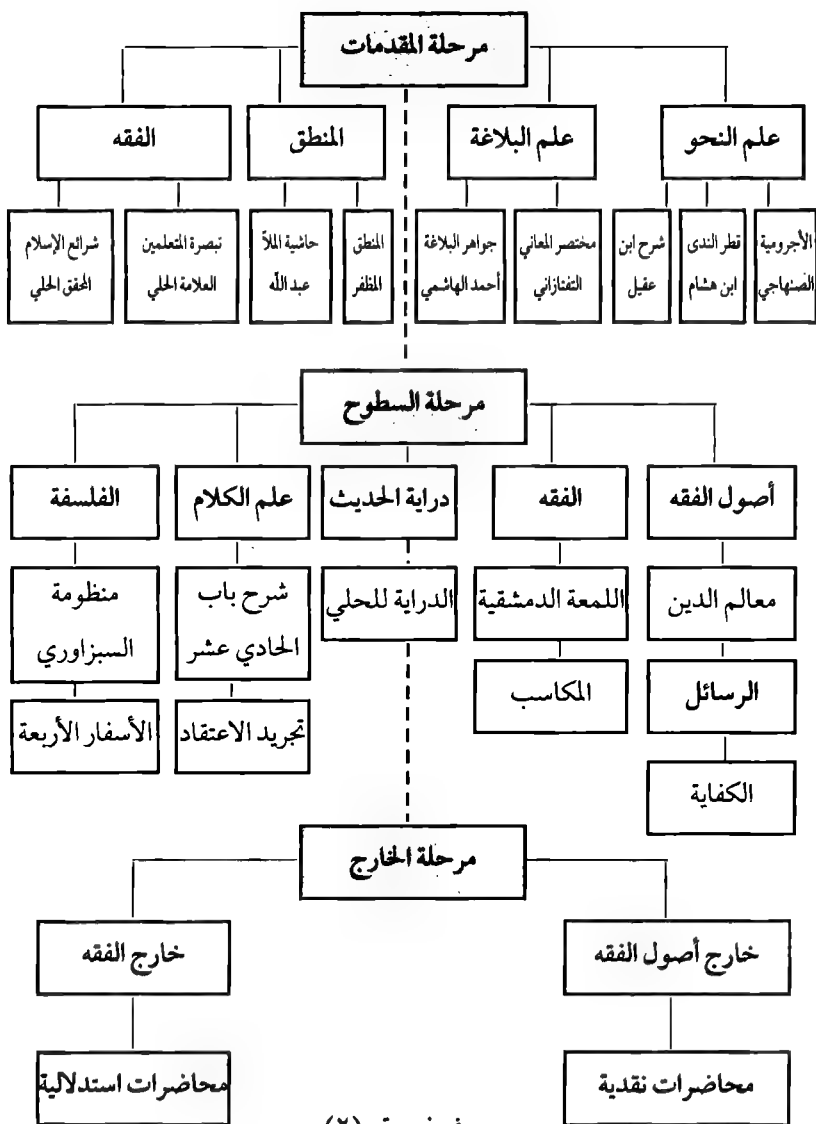 مرحلة المقدمات
علم النحو
علم البلاغة
المنطق
الفقه
الأجرومية
الصنهاجي
قطر الندى
ابن هشام
شرح ابن
عقيل
مختصر المعاني
التفتازاني
جواهر البلاغة
أحمد الهاشمي
المنطق
المظفر
حاشية الملاّ
عبد اللّه
تبصرة المتعلمين
العلامة الحلي
شرائع الإسلام
المحقق الحلي
مرحلة السطوح
أصول الفقه
الفقه
دراية الحديث
علم الكلام
الفلسفة
معالم الدين
اللمعة الدمشقية
الدراية للحلي
شرح باب
الحادي عشر
منظومة
السبزاوري
الرسائل
المكاسب
تجريد الاعتقاد
الأسفار الأربعة
الكفاية
مرحلة الخارج
خارج أصول الفقه
خارج الفقه
محاضرات نقدية
محاضرات استدلالية
(٢)